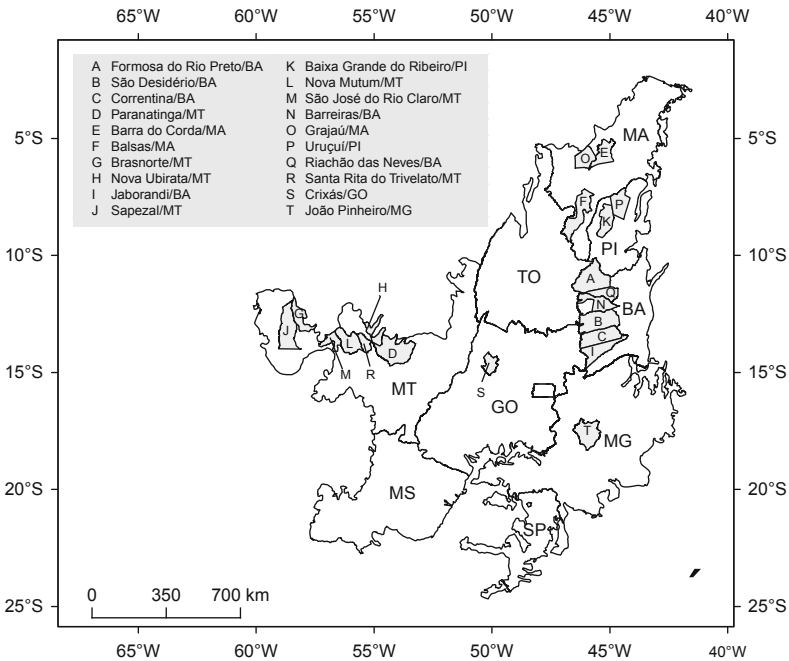 65°W 60°W 55°W 50°W 45°W 40°W
A Formosa do Rio Preto/BA
B São Desidério/BA
C Correntina/BA
D Paranatinga/MT
E Barra do Corda/MA
F Balsas/MA
G Brasnorte/MT
H Nova Ubirata/MT
I Jaborandi/BA
J Sapezal/MT
K Baixa Grande do Ribeiro/PI
L Nova Mutum/MT
M São José do Rio Claro/MT
N Barreiras/BA
O Grajaú/MA
P Uruçuí/PI
Q Riachão das Neves/BA
R Santa Rita do Trivelato/MT
S Crixás/GO
T João Pinheiro/MG
5°S MA 5°S
O E
F P
K
PI
10°S 10°S
TO A
H Q
N BA
G B
J C
L D I
M R
15°S 15°S
MT S GO
T MG
20°S MS 20°S
SP
0 350 700 km
25°S 25°S
65°W 60°W 55°W 50°W 45°W 40°W